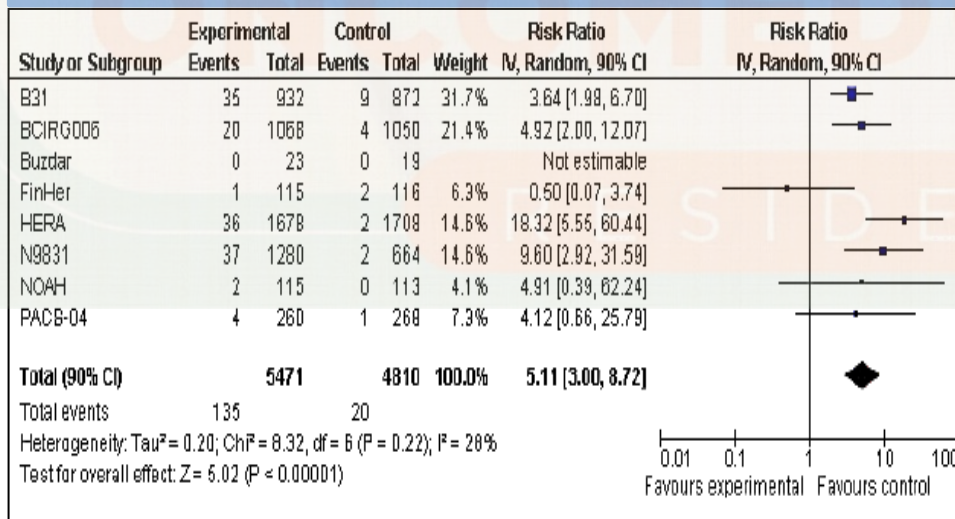 Experimental Control Risk Ratio Risk Ratio
Study or Subgroup Events Total Events Total Weight IV, Random, 90% CI IV, Random, 90% CI
B31 35 932 9 872 31.7% 3.64 [1.98, 6.70]
BCIRG006 20 1068 4 1050 21.4% 4.92 [2.00, 12.07]
Buzdar 0 23 0 19 Not estimable
FinHer 1 115 2 116 6.3% 0.50 [0.07, 3.74]
HERA 36 1678 2 1708 14.6% 18.32 [5.55, 60.44]
N9831 37 1280 2 664 14.6% 9.60 [2.92, 31.59]
NOAH 2 115 0 113 4.1% 4.91 [0.39, 62.24]
PACS-04 4 260 1 268 7.3% 4.12 [0.66, 25.79]
Total (90% CI) 5471 4810 100.0% 5.11 [3.00, 8.72]
Total events 135 20
Heterogeneity: Tau² = 0.20; Chi² = 8.32, df = 6 (P = 0.22); I² = 28%
Test for overall effect: Z = 5.02 (P < 0.00001)
0.01 0.1 1 10 100
Favours experimental Favours control